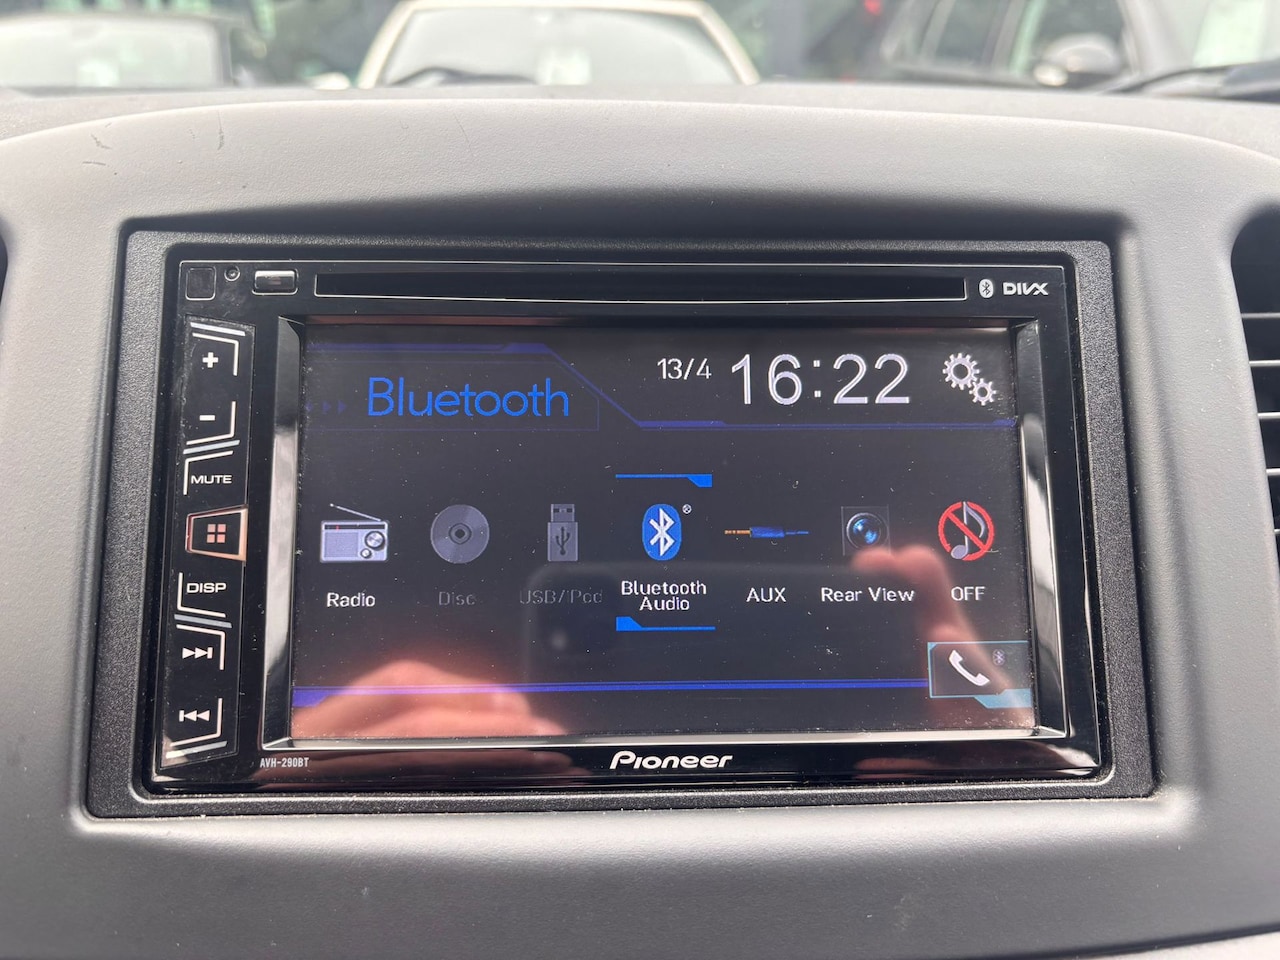 DIVX
+
-
MUTE
DISP
Bluetooth
13/4 16:22
Radio
Disc
USB/iPod
Bluetooth
Audio
AUX
Rear View
OFF
AVH-290BT
Pioneer